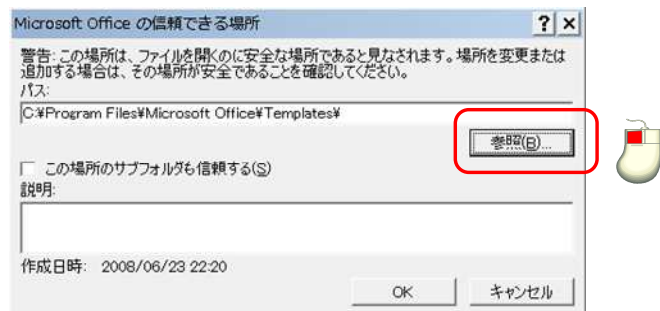 Microsoft Office の信頼できる場所
警告: この場所は、ファイルを開くのに安全な場所であると見なされます。場所を変更または
追加する場合は、その場所が安全であることを確認してください。
パス:
C:¥Program Files¥Microsoft Office¥Templates¥
参照(B)...
この場所のサブフォルダも信頼する(S)
説明:
作成日時: 2008/06/23 22:20
OK キャンセル